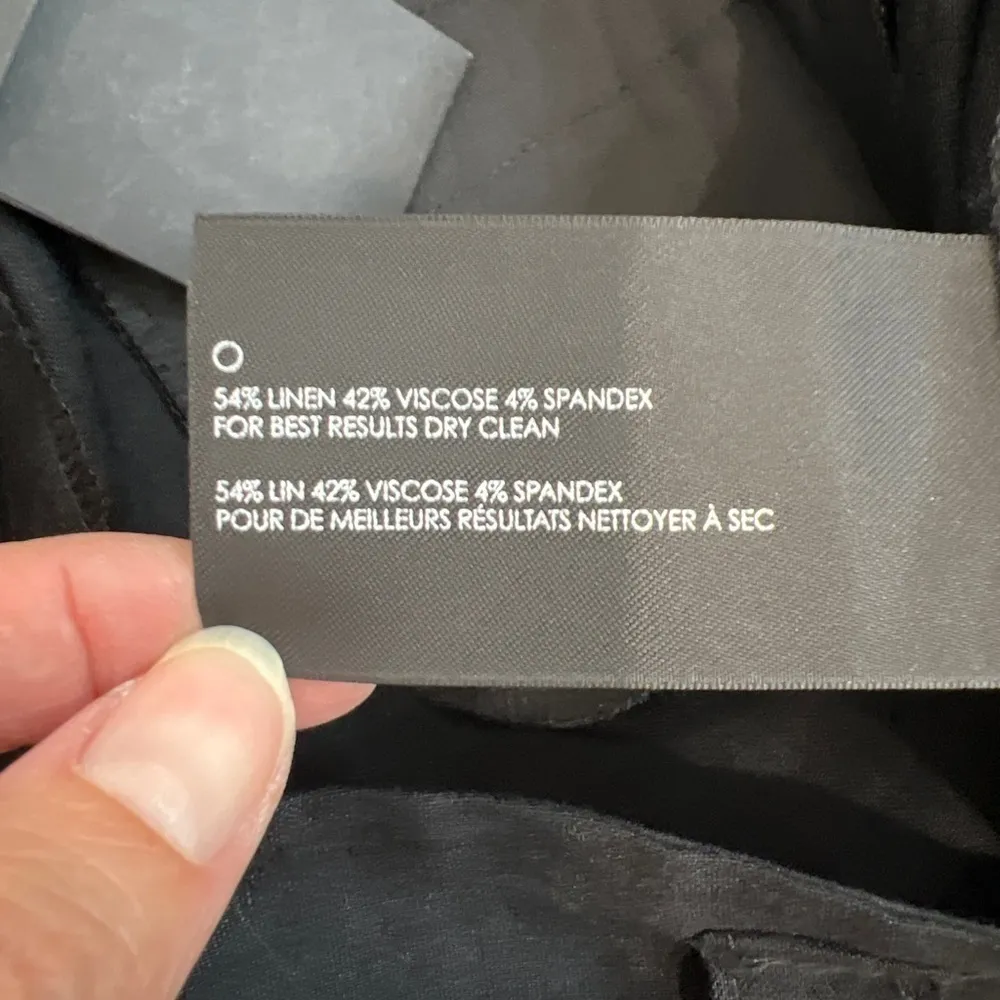 54% LINEN 42% VISCOSE 4% SPANDEX
FOR BEST RESULTS DRY CLEAN
54% LIN 42% VISCOSE 4% SPANDEX
POUR DE MEILLEURS RÉSULTATS NETTOYER À SEC